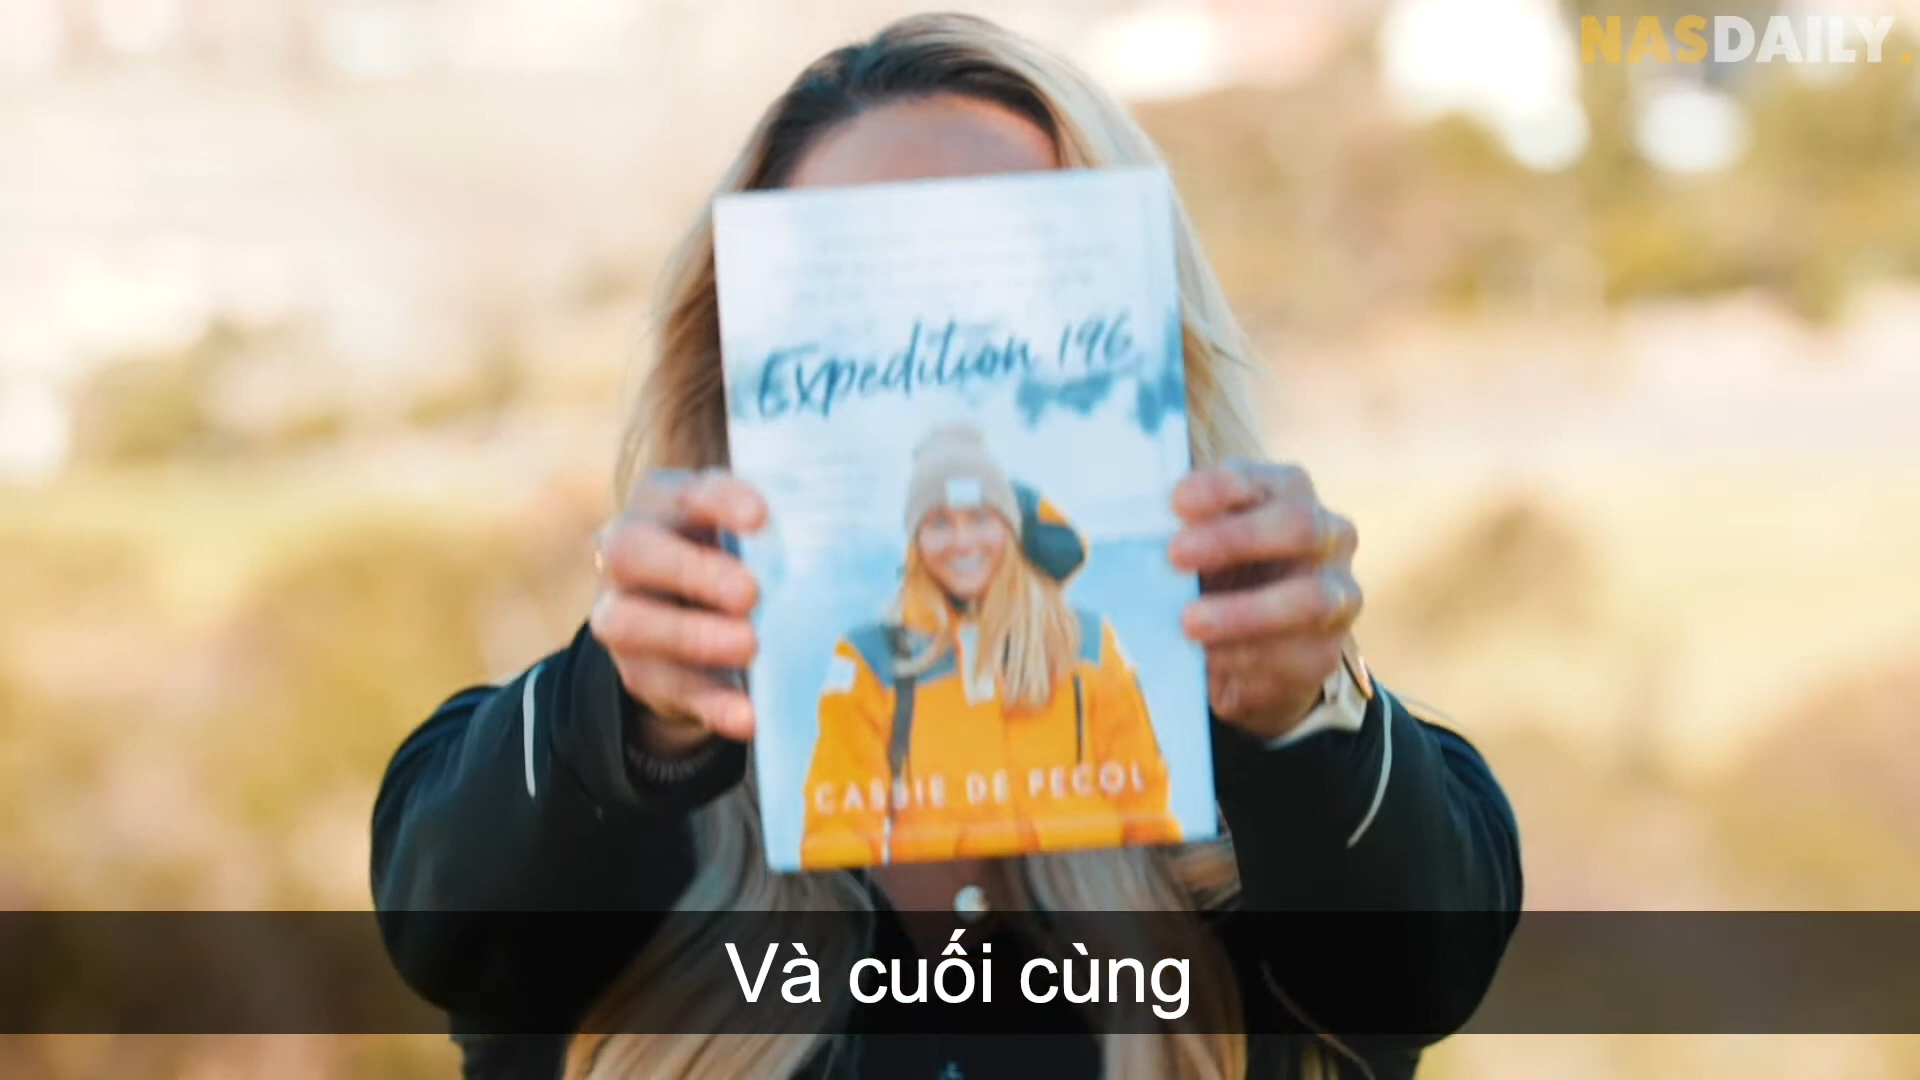 NASDAILY.
Expedition 196
CASSIE DE PECOL
Và cuối cùng